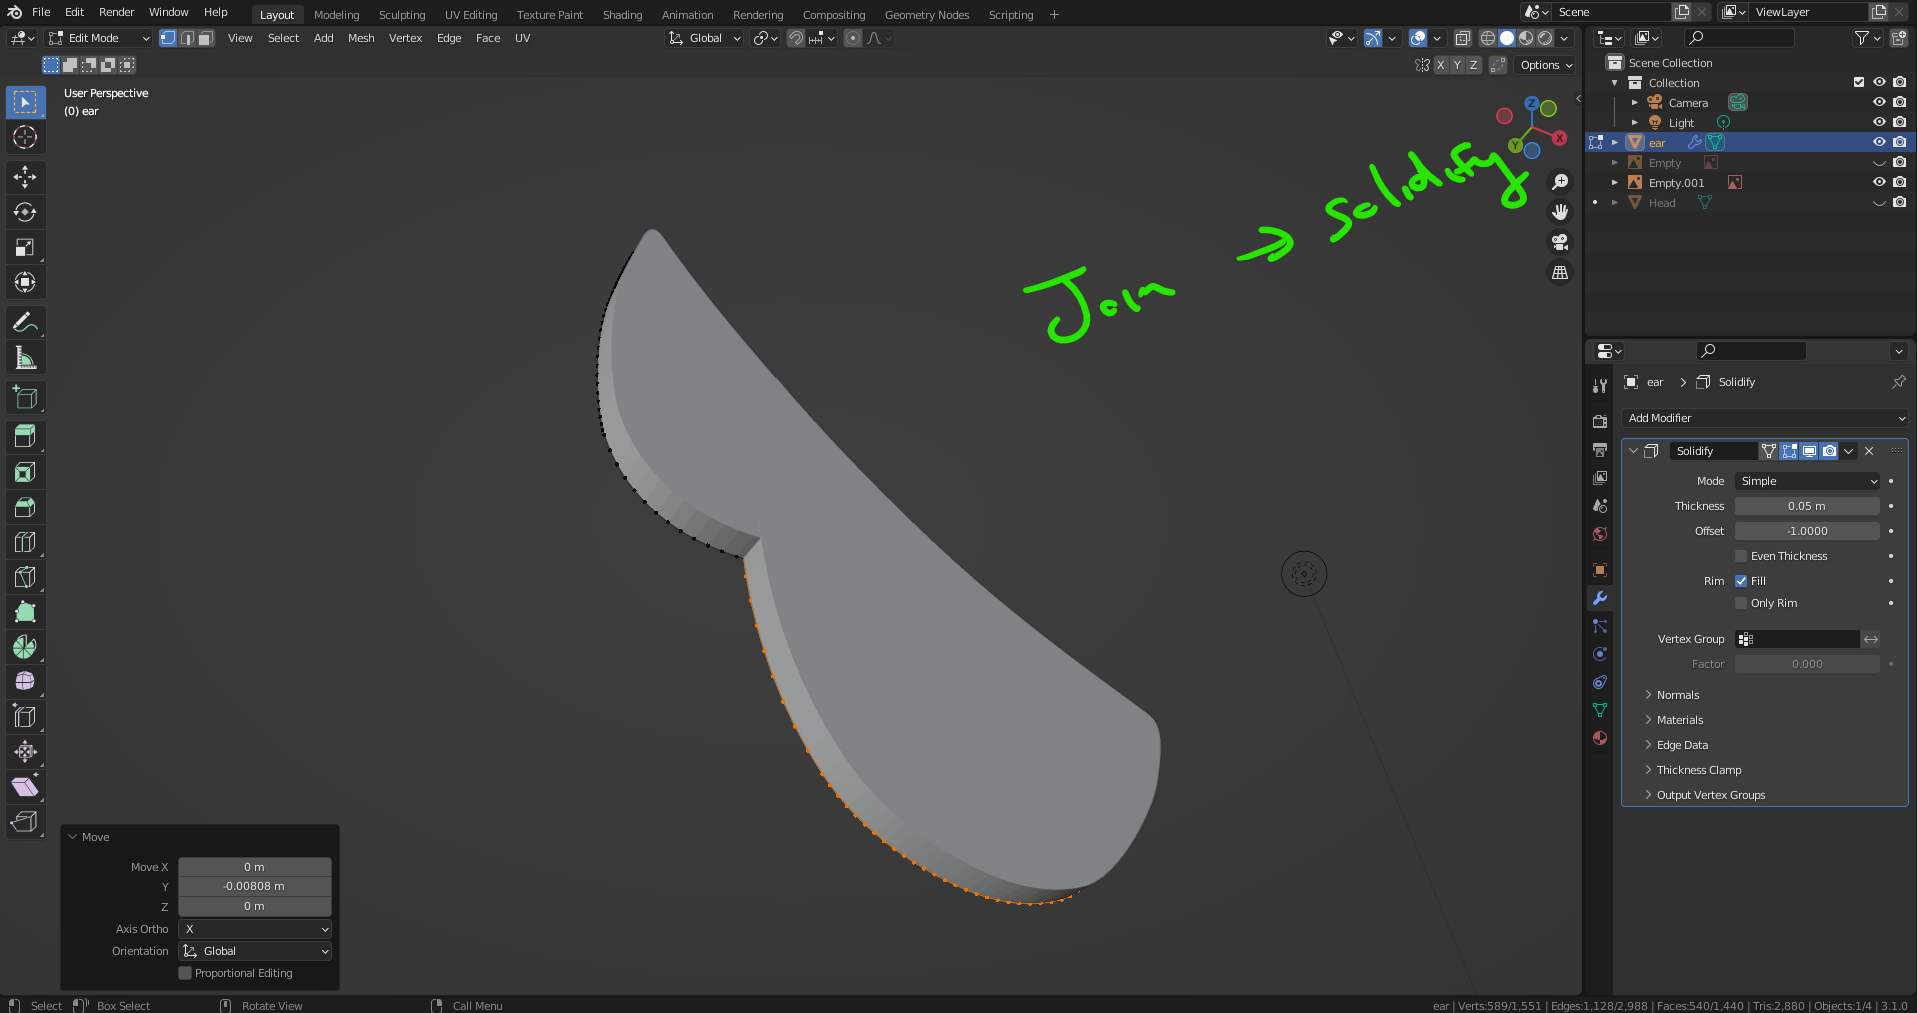 File Edit Render Window Help Layout Modeling Sculpting UV Editing Texture Paint Shading Animation Rendering Compositing Geometry Nodes Scripting + Scene ViewLayer
Edit Mode View Select Add Mesh Vertex Edge Face UV Global
X Y Z Options
User Perspective
(0) ear
Z
X
Y
Join → Solidify
Scene Collection
Collection
Camera
Light
ear
Empty
Empty.001
Head
ear > Solidify
Add Modifier
Solidify
Mode Simple
Thickness 0.05 m
Offset -1.0000
Even Thickness
Rim Fill
Only Rim
Vertex Group
Factor 0.000
Normals
Materials
Edge Data
Thickness Clamp
Output Vertex Groups
Move
Move X 0 m
Y -0.00808 m
Z 0 m
Axis Ortho X
Orientation Global
Proportional Editing
Select Box Select Rotate View Call Menu
ear | Verts:589/1,551 | Edges:1,128/2,988 | Faces:540/1,440 | Tris:2,880 | Objects:1/4 | 3.1.0